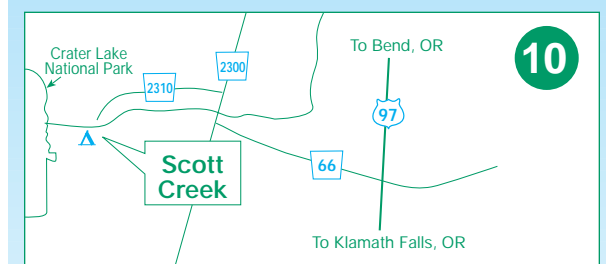 Crater Lake
National Park
2310
2300
To Bend, OR
10
97
Scott
Creek
66
To Klamath Falls, OR